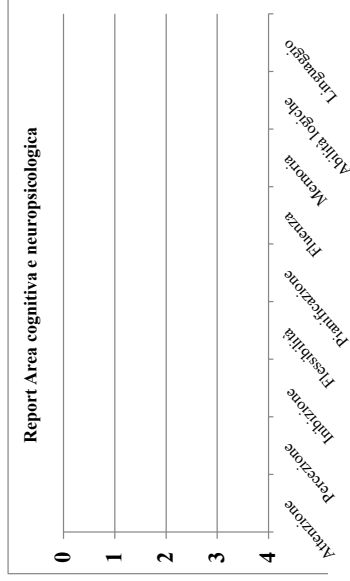 Report Area cognitiva e neuropsicologica
0
1
2
3
4
Attenzione
Percezione
Inibizione
Flessibilità
Pianificazione
Fluenza
Memoria
Abilità logiche
Linguaggio